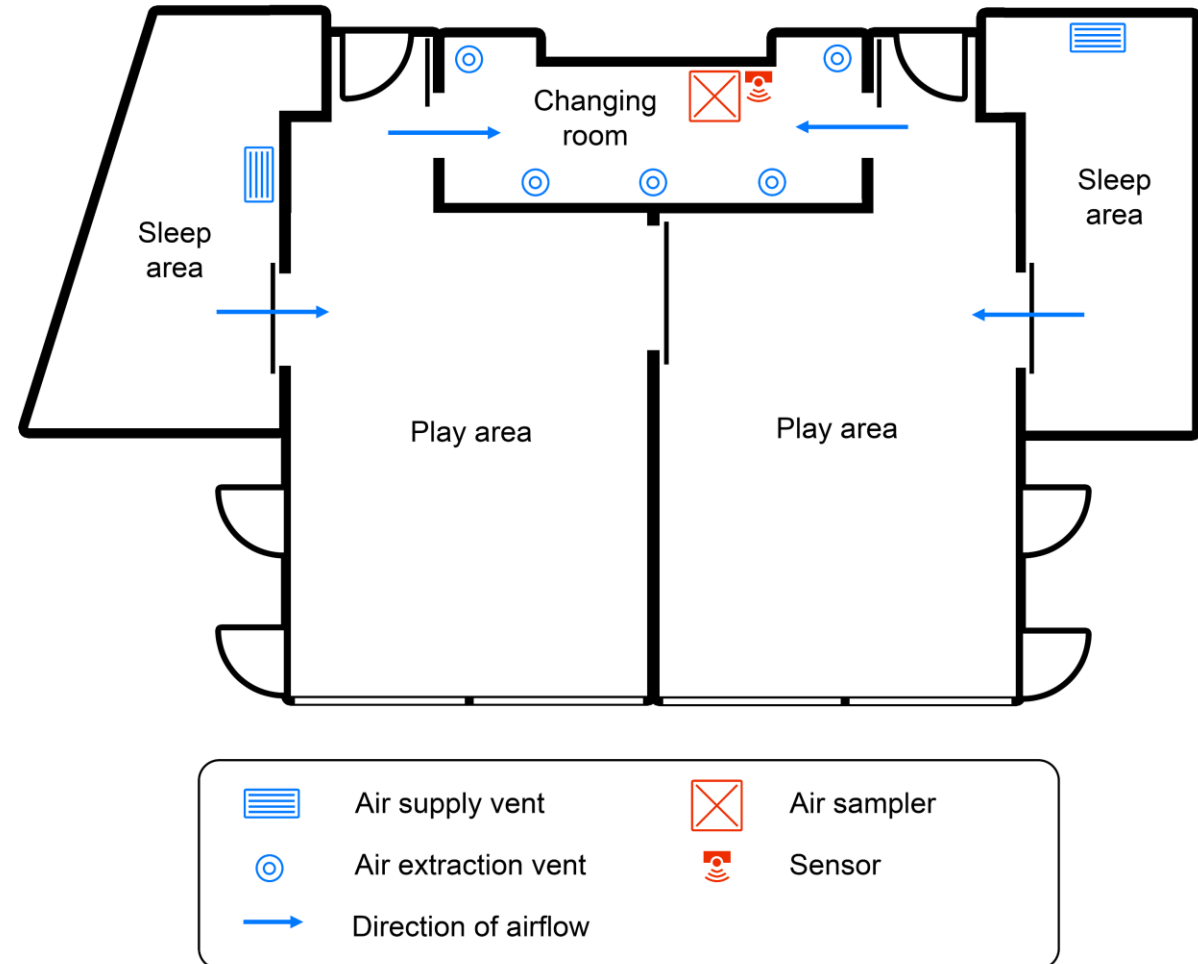 Changing
room
Sleep
area
Sleep
area
Play area
Play area
Air supply vent
Air sampler
Air extraction vent
Sensor
Direction of airflow